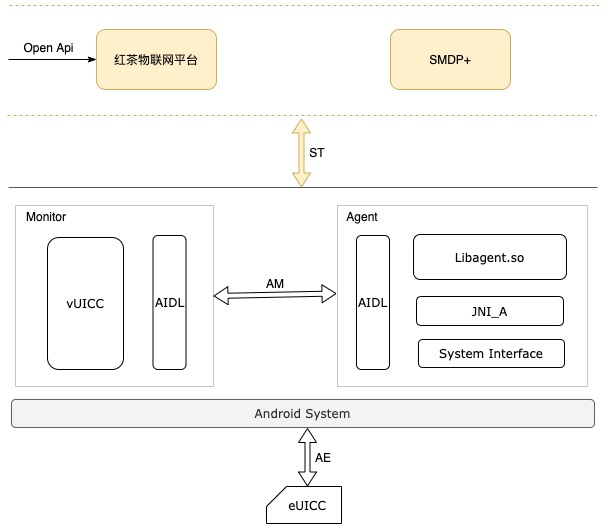 Open Api
红茶物联网平台
SMDP+
ST
Monitor
vUICC
AIDL
AM
Agent
AIDL
Libagent.so
JNI_A
System Interface
Android System
AE
eUICC